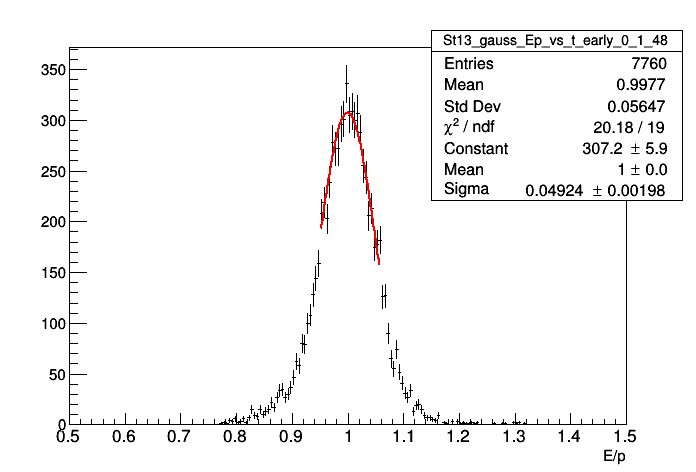 St13_gauss_Ep_vs_t_early_0_1_48
Entries 7760
Mean 0.9977
Std Dev 0.05647
χ² / ndf 20.18 / 19
Constant 307.2 ± 5.9
Mean 1 ± 0.0
Sigma 0.04924 ± 0.00198
350
300
250
200
150
100
50
0
0.5 0.6 0.7 0.8 0.9 1 1.1 1.2 1.3 1.4 1.5
E/p